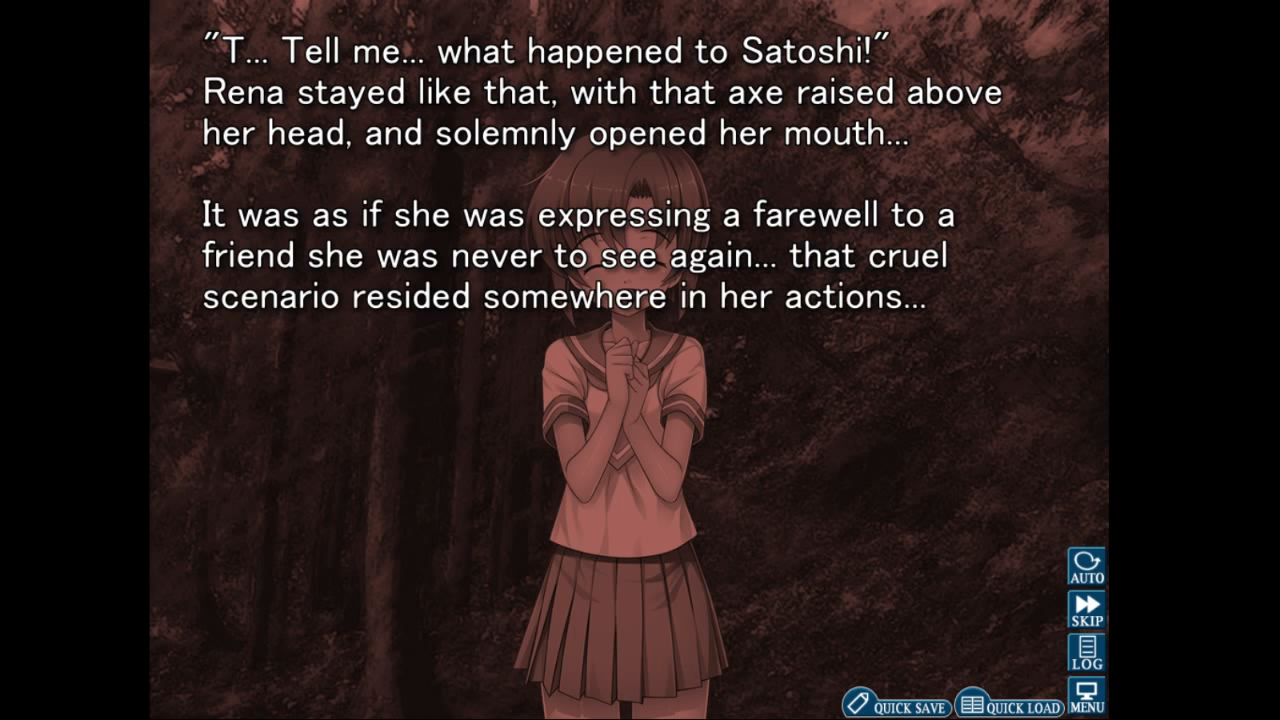 "T... Tell me... what happened to Satoshi!"
Rena stayed like that, with that axe raised above
her head, and solemnly opened her mouth...
It was as if she was expressing a farewell to a
friend she was never to see again... that cruel
scenario resided somewhere in her actions...
AUTO
SKIP
LOG
MENU
QUICK SAVE
QUICK LOAD